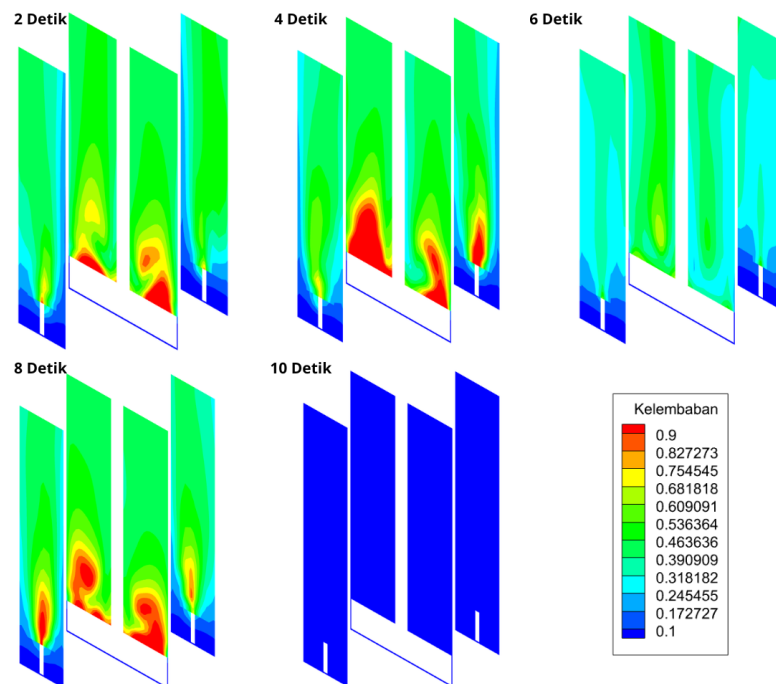 2 Detik
4 Detik
6 Detik
8 Detik
10 Detik
Kelembaban
0.9
0.827273
0.754545
0.681818
0.609091
0.536364
0.463636
0.390909
0.318182
0.245455
0.172727
0.1